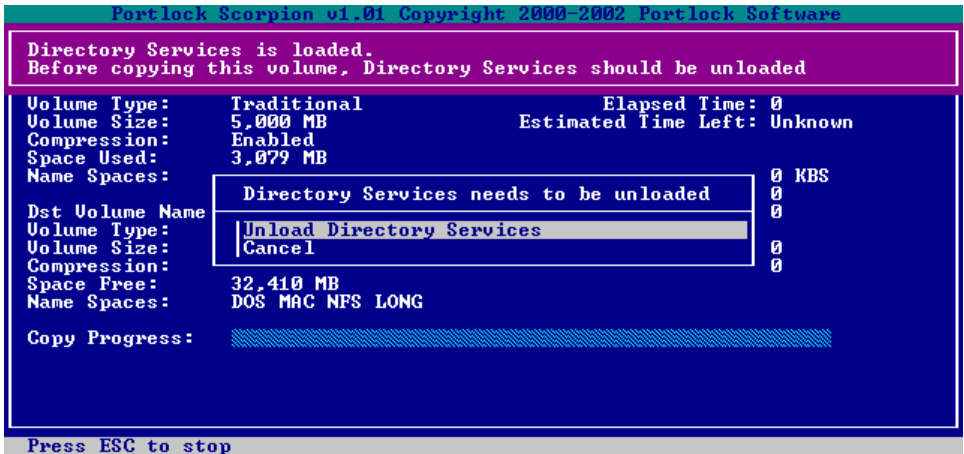 Portlock Scorpion v1.01 Copyright 2000-2002 Portlock Software
Directory Services is loaded.
Before copying this volume, Directory Services should be unloaded
Volume Type: Traditional Elapsed Time: 0
Volume Size: 5,000 MB Estimated Time Left: Unknown
Compression: Enabled
Space Used: 3,079 MB
Name Spaces: 0 KBS
Directory Services needs to be unloaded 0
Dst Volume Name 0
Volume Type: Unload Directory Services
Volume Size: Cancel 0
Compression: 0
Space Free: 32,410 MB
Name Spaces: DOS MAC NFS LONG
Copy Progress:
Press ESC to stop